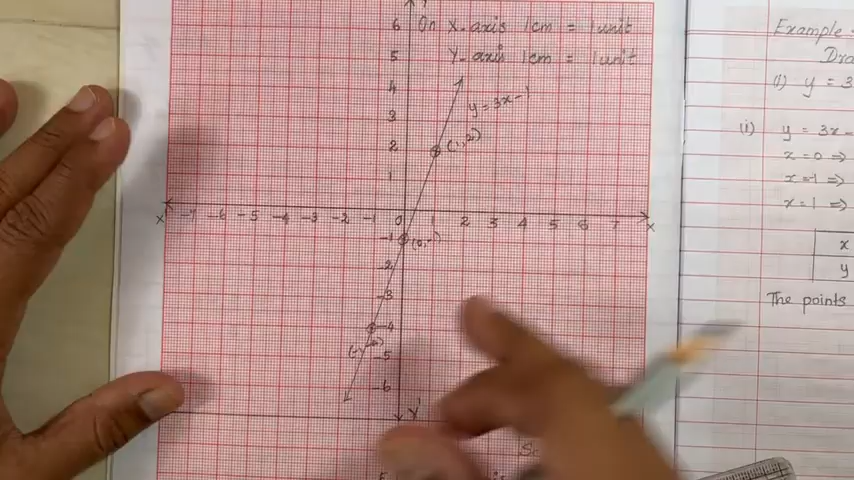 Y
6 On X-axis 1cm = 1unit
5 Y-axis 1cm = 1unit
4
y = 3x-1
3
2 (1,2)
1
X' -7 -6 -5 -4 -3 -2 -1 0 1 2 3 4 5 6 7 X
-1 (0,-1)
-2
-3
-4
-5
-6
Y'
Example
Dra
(i) y = 3
(i) y = 3x-
x=0 ⇒
x=-1 ⇒
x=1 ⇒
x
y
The points